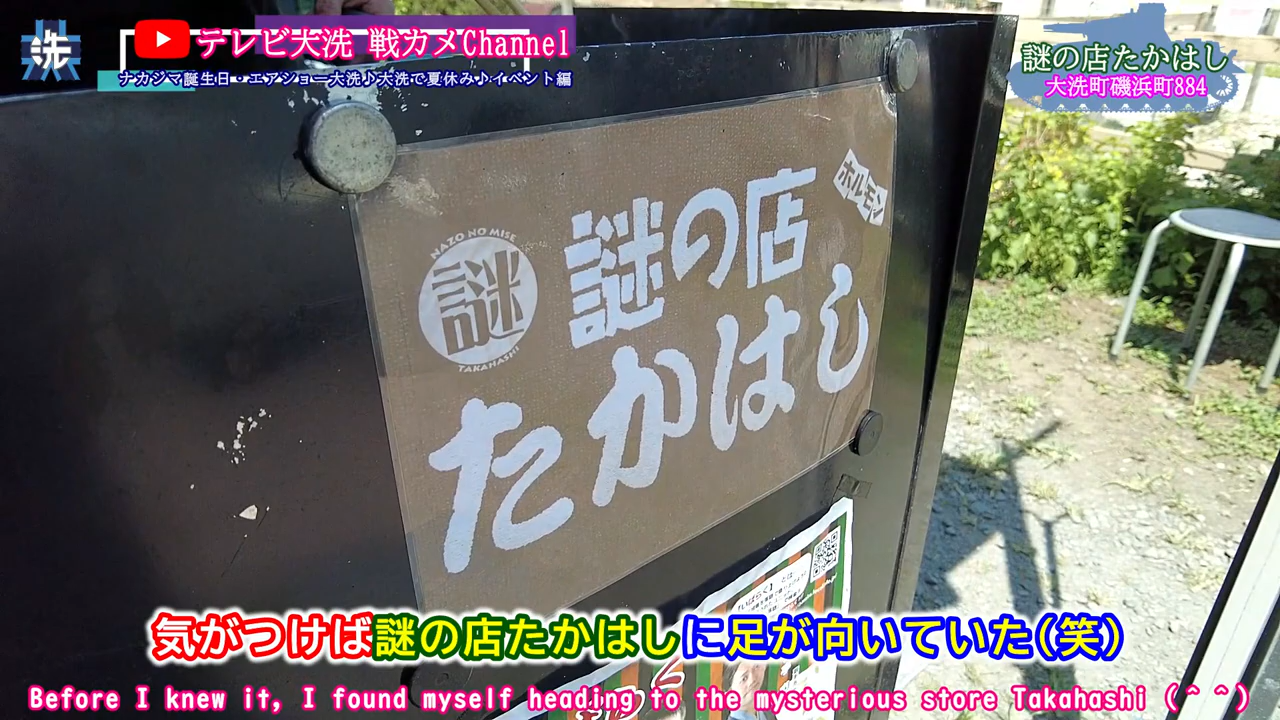 洗
テレビ大洗 戦カメChannel
ナカジマ誕生日・エアショー大洗♪大洗で夏休み♪イベント編
謎の店たかはし
大洗町磯浜町884
ホルモン
謎の店
NAZO NO MISE
謎
TAKAHASHI
たかはし
気がつけば謎の店たかはしに足が向いていた(笑)
Before I knew it, I found myself heading to the mysterious store Takahashi (^^)